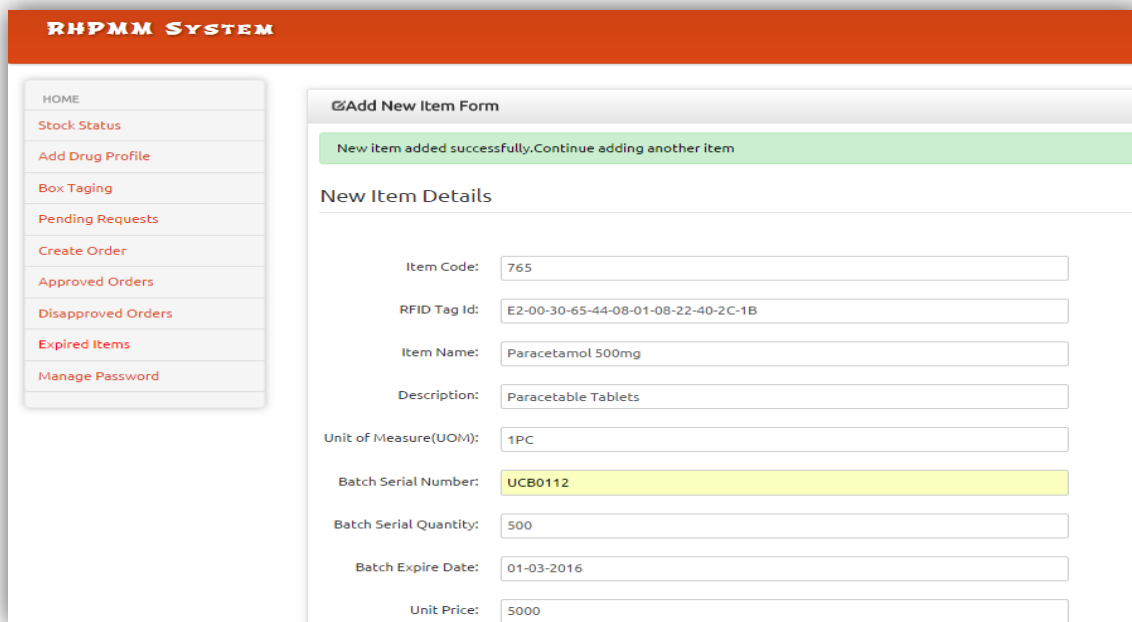 RHPMM System
HOME
Stock Status
Add Drug Profile
Box Taging
Pending Requests
Create Order
Approved Orders
Disapproved Orders
Expired Items
Manage Password
Add New Item Form
New item added successfully.Continue adding another item
New Item Details
Item Code: 765
RFID Tag Id: E2-00-30-65-44-08-01-08-22-40-2C-1B
Item Name: Paracetamol 500mg
Description: Paracetable Tablets
Unit of Measure(UOM): 1PC
Batch Serial Number: UCB0112
Batch Serial Quantity: 500
Batch Expire Date: 01-03-2016
Unit Price: 5000